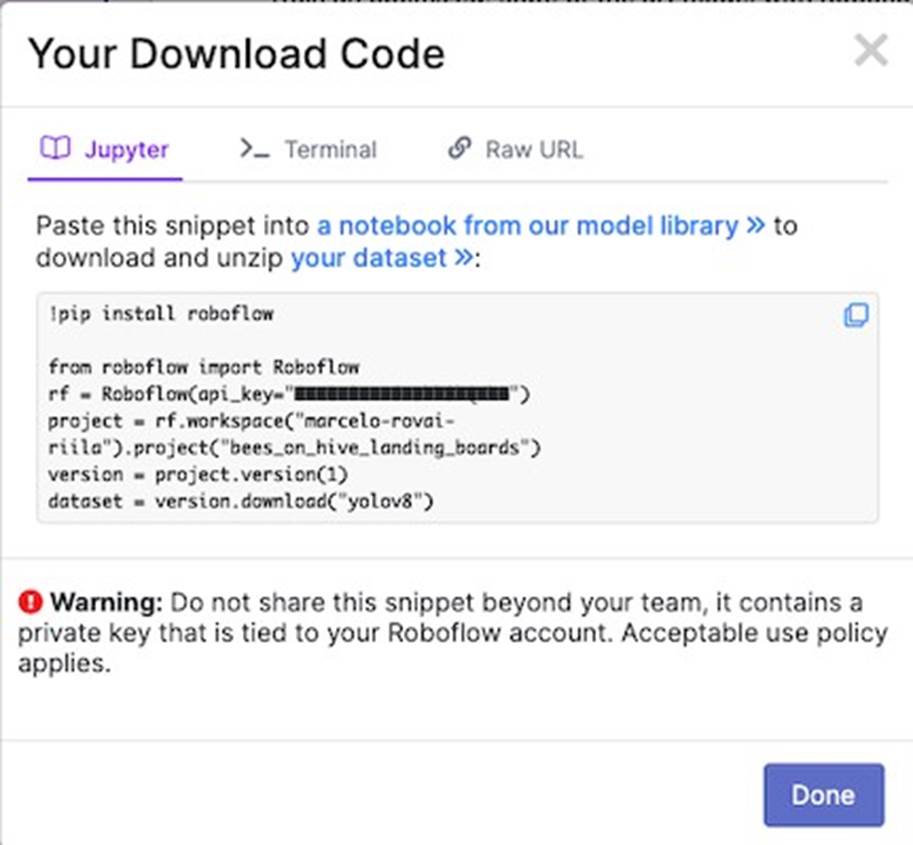 Your Download Code
Jupyter
Terminal
Raw URL
Paste this snippet into a notebook from our model library » to
download and unzip your dataset »:
!pip install roboflow
from roboflow import Roboflow
rf = Roboflow(api_key="")
project = rf.workspace("marcelo-rovai-
riila").project("bees_on_hive_landing_boards")
version = project.version(1)
dataset = version.download("yolov8")
Warning: Do not share this snippet beyond your team, it contains a
private key that is tied to your Roboflow account. Acceptable use policy
applies.
Done